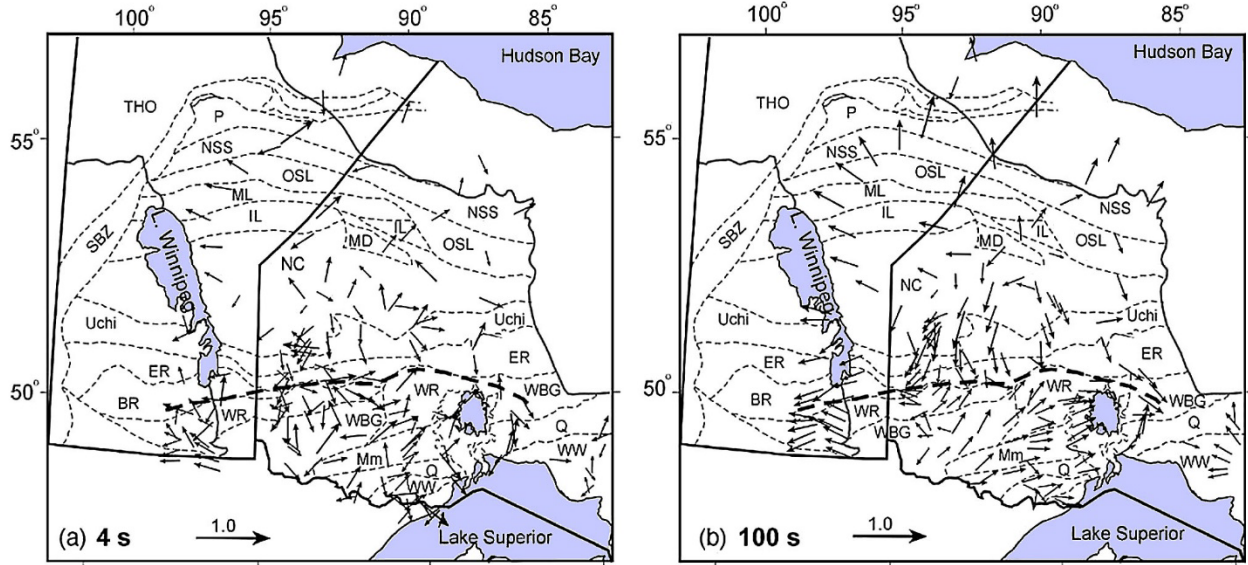 100° 95° 90° 85°
Hudson Bay
THO
P
55°
NSS
OSL
ML
NSS
IL
IL
SBZ
MD
OSL
L. Winnipeg
NC
Uchi
Uchi
ER
ER
50°
WR
WBG
BR
WR
WBG
Q
Mm
WW
Q
WW
(a) 4 s
1.0
Lake Superior
100° 95° 90° 85°
Hudson Bay
THO
P
55°
NSS
OSL
ML
NSS
IL
IL
SBZ
MD
OSL
L. Winnipeg
NC
Uchi
Uchi
ER
ER
50°
WR
BR
WR
WBG
WBG
Q
Mm
WW
Q
WW
(b) 100 s
1.0
Lake Superior